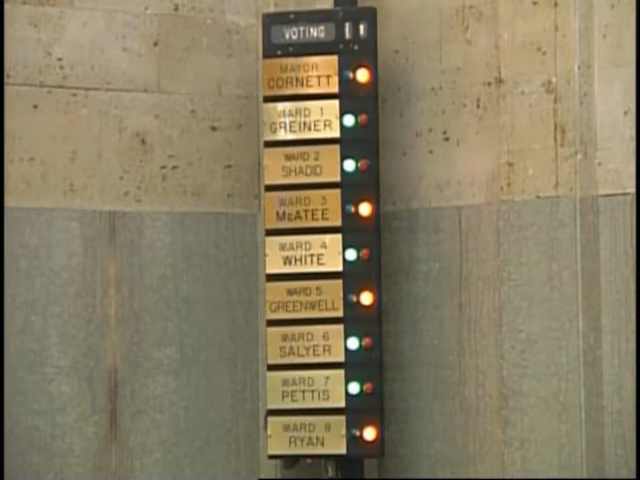 VOTING
MAYOR
CORNETT
WARD 1
GREINER
WARD 2
SHADID
WARD 3
McATEE
WARD 4
WHITE
WARD 5
GREENWELL
WARD 6
SALYER
WARD 7
PETTIS
WARD 8
RYAN